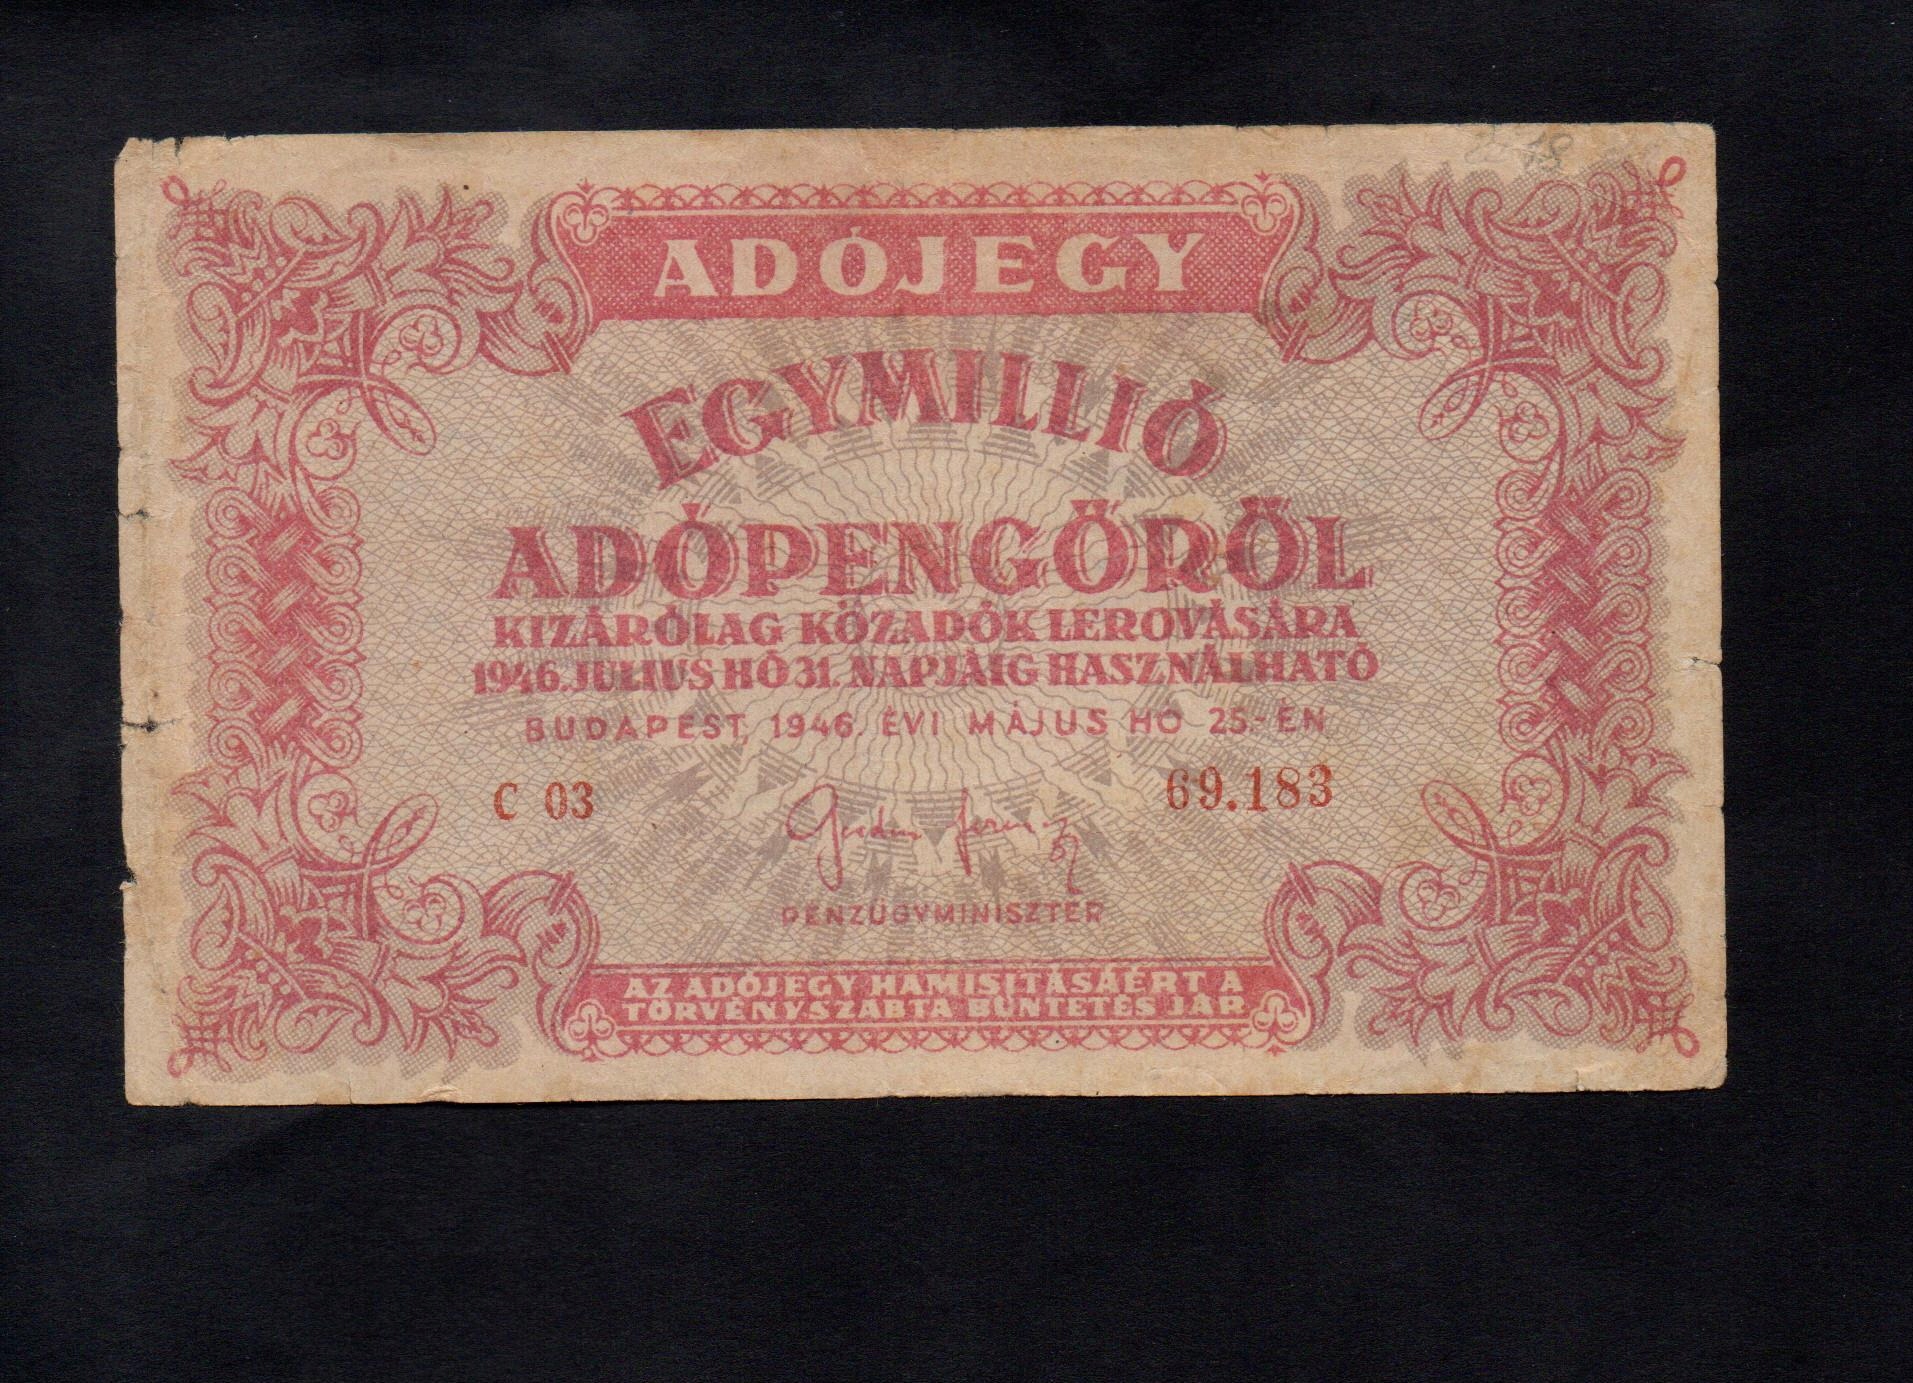 ADÓJEGY
EGYMILLIÓ
ADÓPENGŐRŐL
KIZÁRÓLAG KÖZADÓK LEROVÁSÁRA
1946. JULIUS HÓ 31. NAPJÁIG HASZNÁLHATÓ
BUDAPEST, 1946. ÉVI MÁJUS HÓ 25.-ÉN
C 03 69.183
PÉNZÜGYMINISZTER
AZ ADÓJEGY HAMISITÁSÁÉRT A
TÖRVÉNYSZABTA BÜNTETÉS JÁR